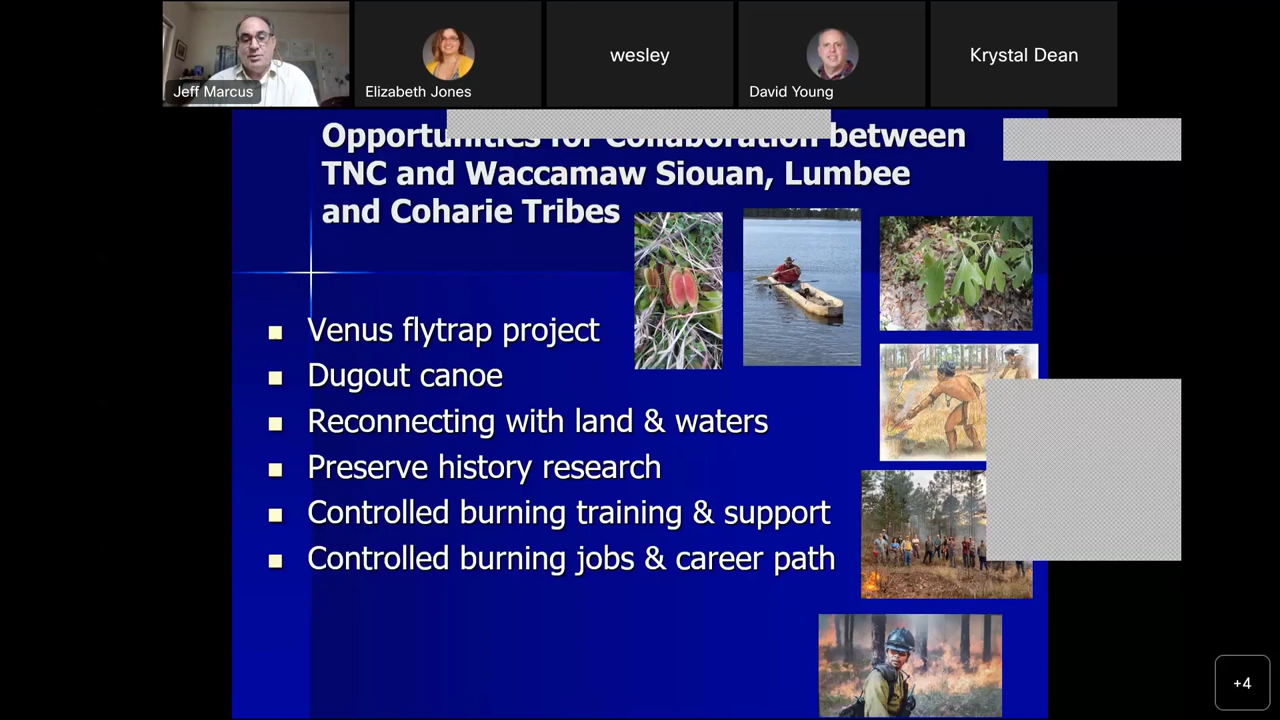 Jeff Marcus
Elizabeth Jones
wesley
David Young
Krystal Dean
Opportunities for Collaboration between
TNC and Waccamaw Siouan, Lumbee
and Coharie Tribes
Venus flytrap project
Dugout canoe
Reconnecting with land & waters
Preserve history research
Controlled burning training & support
Controlled burning jobs & career path
+4